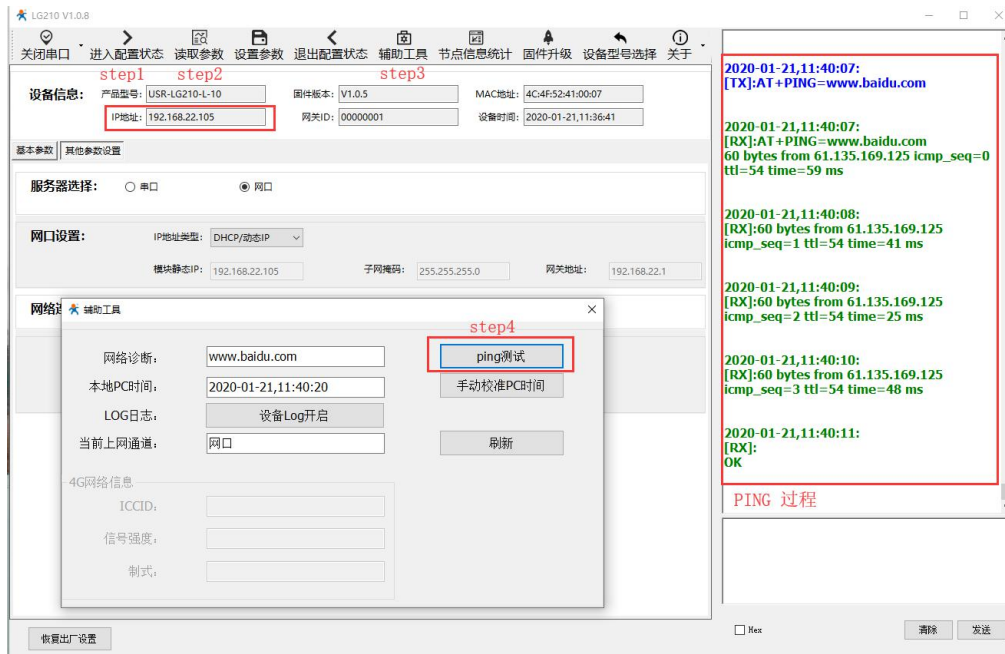 LG210 V1.0.8
关闭串口 进入配置状态 读取参数 设置参数 退出配置状态 辅助工具 节点信息统计 固件升级 设备型号选择 关于
step1 step2 step3
设备信息： 产品型号： USR-LG210-L-10 固件版本： V1.0.5 MAC地址： 4C:4F:52:41:00:07
IP地址： 192.168.22.105 网关ID： 00000001 设备时间： 2020-01-21,11:36:41
基本参数 其他参数设置
服务器选择： 串口 网口
网口设置： IP地址类型： DHCP/动态IP
模块静态IP： 192.168.22.105 子网掩码： 255.255.255.0 网关地址： 192.168.22.1
网络
辅助工具
step4
网络诊断： www.baidu.com ping测试
本地PC时间： 2020-01-21,11:40:20 手动校准PC时间
LOG日志： 设备Log开启
当前上网通道： 网口 刷新
4G网络信息
ICCID：
信号强度：
制式：
恢复出厂设置
2020-01-21,11:40:07:
[TX]:AT+PING=www.baidu.com
2020-01-21,11:40:07:
[RX]:AT+PING=www.baidu.com
60 bytes from 61.135.169.125 icmp_seq=0
ttl=54 time=59 ms
2020-01-21,11:40:08:
[RX]:60 bytes from 61.135.169.125
icmp_seq=1 ttl=54 time=41 ms
2020-01-21,11:40:09:
[RX]:60 bytes from 61.135.169.125
icmp_seq=2 ttl=54 time=25 ms
2020-01-21,11:40:10:
[RX]:60 bytes from 61.135.169.125
icmp_seq=3 ttl=54 time=48 ms
2020-01-21,11:40:11:
[RX]:
OK
PING 过程
Hex 清除 发送